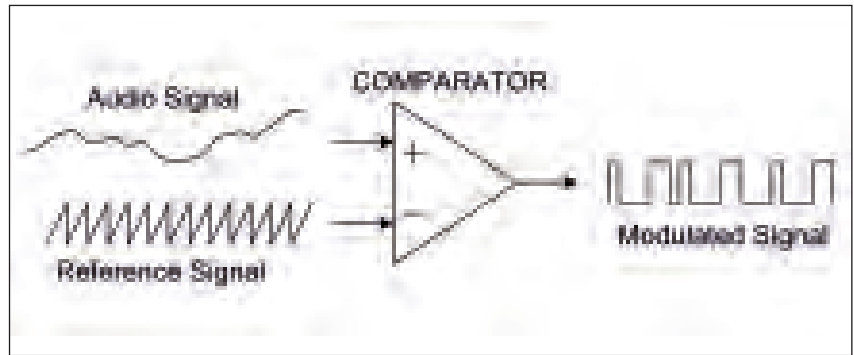 COMPARATOR
Audio Signal
+
−
Reference Signal
Modulated Signal